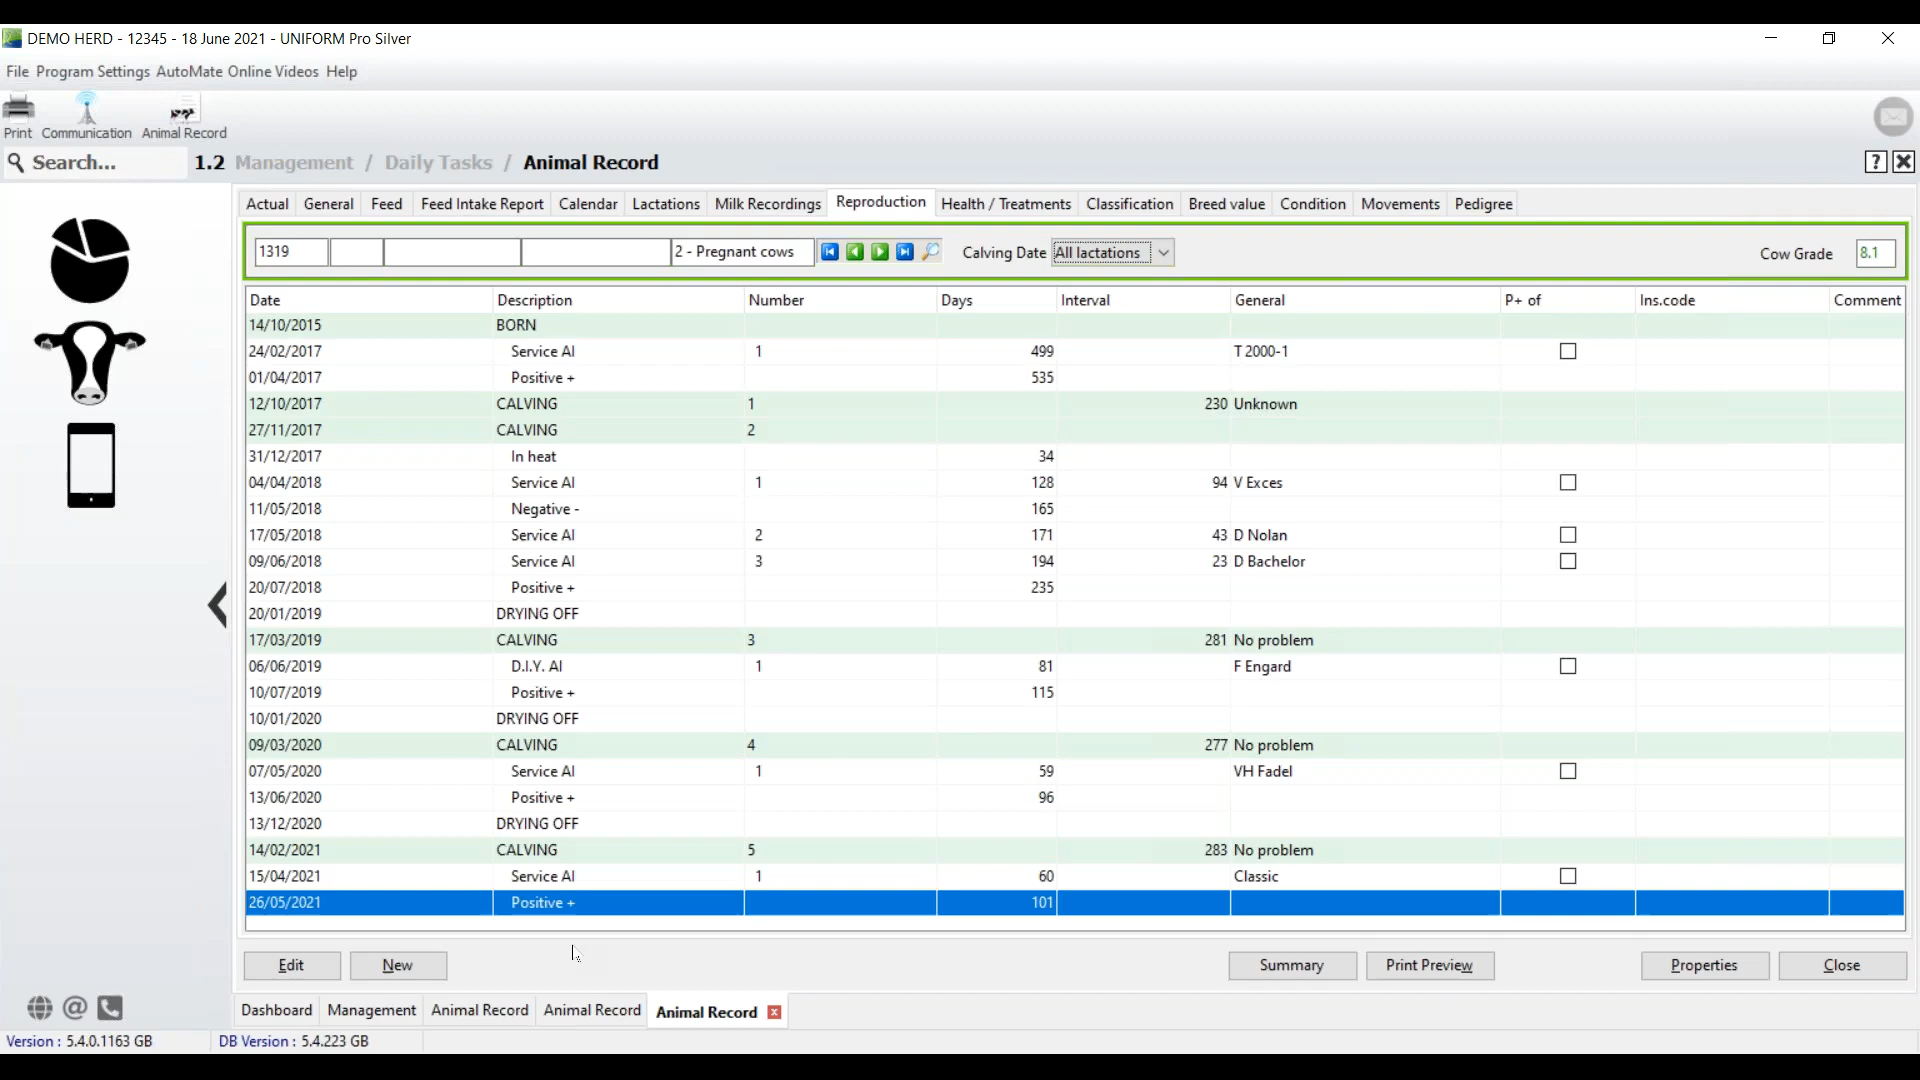 DEMO HERD - 12345 - 18 June 2021 - UNIFORM Pro Silver
File Program Settings AutoMate Online Videos Help
Print Communication Animal Record
Search... 1.2 Management / Daily Tasks / Animal Record ?
Actual General Feed Feed Intake Report Calendar Lactations Milk Recordings Reproduction Health / Treatments Classification Breed value Condition Movements Pedigree
1319 2 - Pregnant cows Calving Date All lactations Cow Grade 8.1
Date Description Number Days Interval General P+ of Ins.code Comment
14/10/2015 BORN
24/02/2017 Service AI 1 499 T 2000-1
01/04/2017 Positive + 535
12/10/2017 CALVING 1 230 Unknown
27/11/2017 CALVING 2
31/12/2017 In heat 34
04/04/2018 Service AI 1 128 94 V Exces
11/05/2018 Negative - 165
17/05/2018 Service AI 2 171 43 D Nolan
09/06/2018 Service AI 3 194 23 D Bachelor
20/07/2018 Positive + 235
20/01/2019 DRYING OFF
17/03/2019 CALVING 3 281 No problem
06/06/2019 D.I.Y. AI 1 81 F Engard
10/07/2019 Positive + 115
10/01/2020 DRYING OFF
09/03/2020 CALVING 4 277 No problem
07/05/2020 Service AI 1 59 VH Fadel
13/06/2020 Positive + 96
13/12/2020 DRYING OFF
14/02/2021 CALVING 5 283 No problem
15/04/2021 Service AI 1 60 Classic
26/05/2021 Positive + 101
Edit New Summary Print Preview Properties Close
Dashboard Management Animal Record Animal Record Animal Record
Version : 5.4.0.1163 GB DB Version : 5.4.223 GB